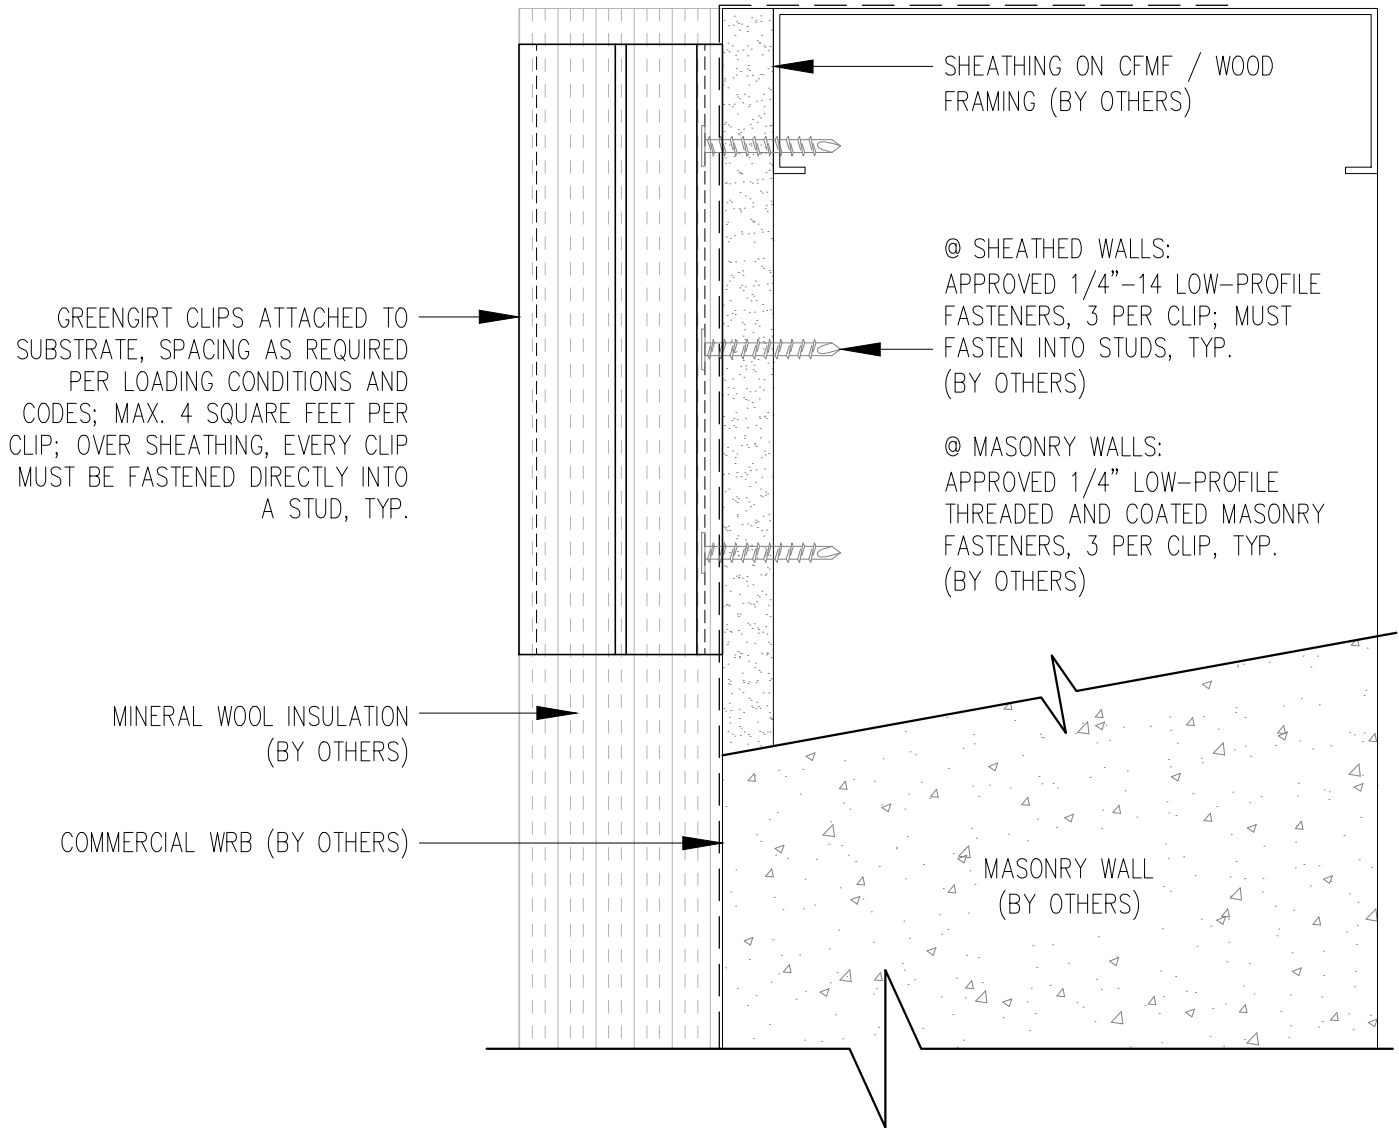 SHEATHING ON CFMF / WOOD
FRAMING (BY OTHERS)
@ SHEATHED WALLS:
APPROVED 1/4”-14 LOW-PROFILE
FASTENERS, 3 PER CLIP; MUST
FASTEN INTO STUDS, TYP.
(BY OTHERS)
GREENGIRT CLIPS ATTACHED TO
SUBSTRATE, SPACING AS REQUIRED
PER LOADING CONDITIONS AND
CODES; MAX. 4 SQUARE FEET PER
CLIP; OVER SHEATHING, EVERY CLIP
MUST BE FASTENED DIRECTLY INTO
A STUD, TYP.
@ MASONRY WALLS:
APPROVED 1/4” LOW-PROFILE
THREADED AND COATED MASONRY
FASTENERS, 3 PER CLIP, TYP.
(BY OTHERS)
MINERAL WOOL INSULATION
(BY OTHERS)
COMMERCIAL WRB (BY OTHERS)
MASONRY WALL
(BY OTHERS)